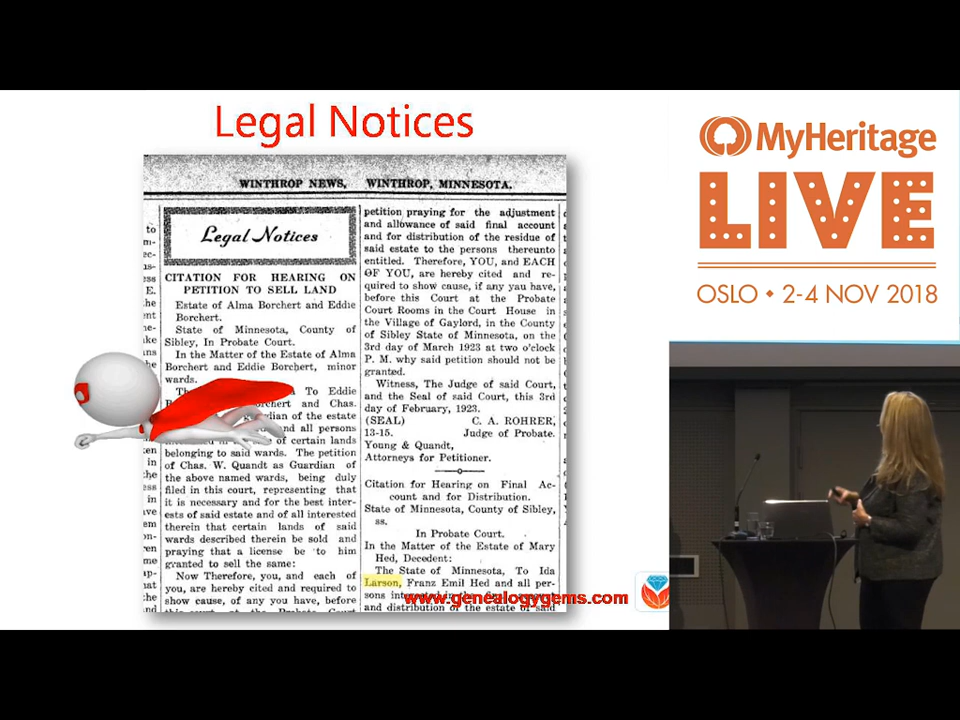 Legal Notices
WINTHROP NEWS, WINTHROP, MINNESOTA.
Legal Notices
CITATION FOR HEARING ON
PETITION TO SELL LAND
Estate of Alma Borchert and Eddie
Borchert.
State of Minnesota, County of
Sibley, In Probate Court.
In the Matter of the Estate of Alma
Borchert and Eddie Borchert, minor
wards.
To Eddie
and Chas.
of the estate
and all persons
of certain lands
belonging to said wards. The petition
of Chas. W. Quandt as Guardian of
the above named wards, being duly
filed in this court, representing that
it is necessary and for the best inter-
ests of said estate and of all interested
therein that certain lands of said
wards described therein be sold and
praying that a license be to him
granted to sell the same:
Now Therefore, you, and each of
you, are hereby cited and required to
show cause, of any you have, before
petition praying for the adjustment
and allowance of said final account
and for distribution of the residue of
said estate to the persons thereunto
entitled. Therefore, YOU, and EACH
OF YOU, are hereby cited and re-
quired to show cause, if any you have,
before this Court at the Probate
Court Rooms in the Court House in
the Village of Gaylord, in the County
of Sibley State of Minnesota, on the
3rd day of March 1923 at two o'clock
P. M. why said petition should not be
granted.
Witness, The Judge of said Court,
and the Seal of said Court, this 3rd
day of February, 1923.
(SEAL) C. A. ROHRER,
13-15. Judge of Probate.
Young & Quandt,
Attorneys for Petitioner.
Citation for Hearing on Final Ac-
count and for Distribution.
State of Minnesota, County of Sibley,
ss.
In Probate Court.
In the Matter of the Estate of Mary
Hed, Decedent:
The State of Minnesota, To Ida
Larson, Franz Emil Hed and all per-
sons interested in the
and distribution of the estate of said
www.genealogygems.com
MyHeritage
LIVE
OSLO • 2-4 NOV 2018